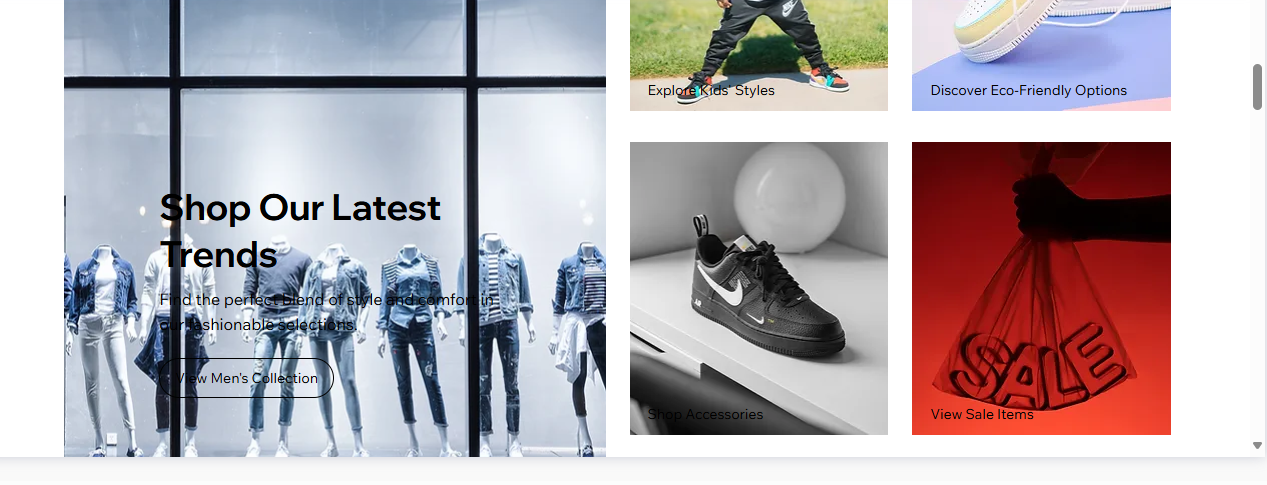 Explore Kids' Styles
Discover Eco-Friendly Options
Shop Our Latest
Trends
Find the perfect blend of style and comfort in
our fashionable selections.
View Men's Collection
SALE
Shop Accessories
View Sale Items